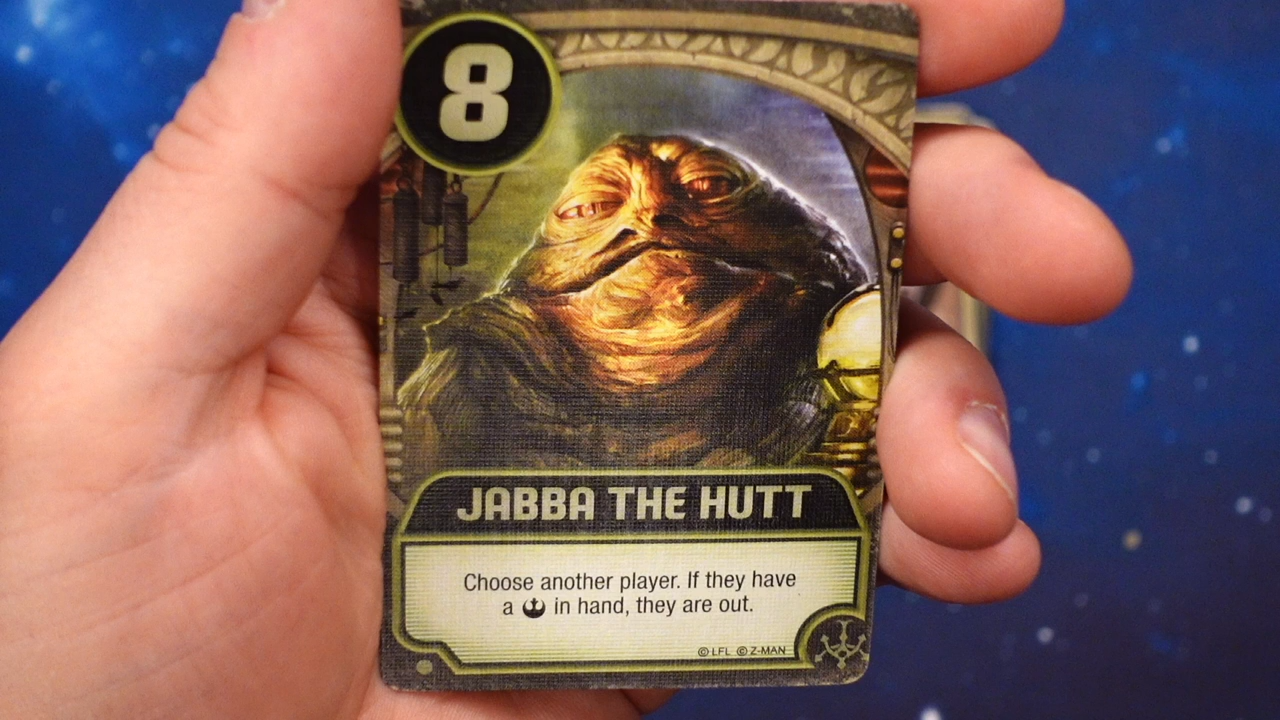 8
JABBA THE HUTT
Choose another player. If they have
a in hand, they are out.
© LFL © Z-MAN